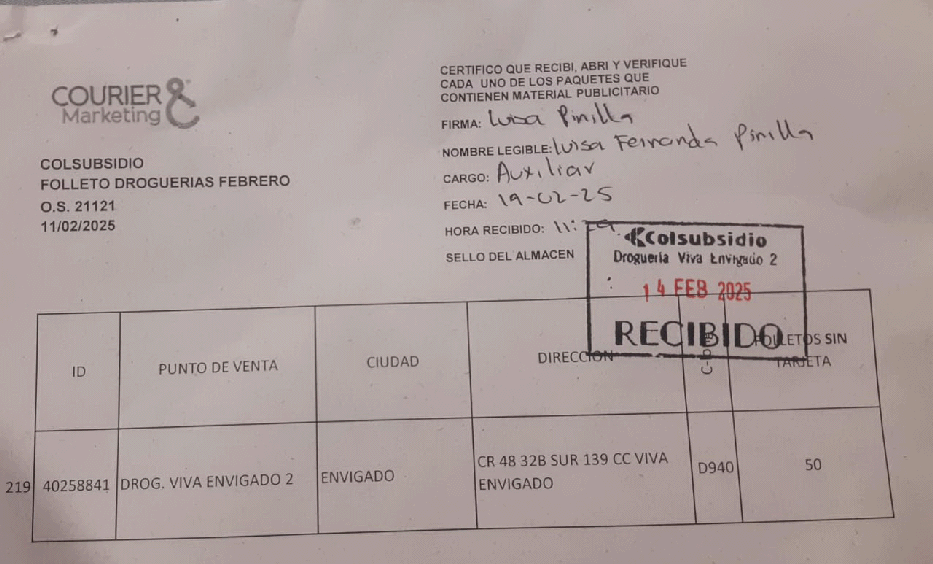 COURIER &
Marketing
COLSUBSIDIO
FOLLETO DROGUERIAS FEBRERO
O.S. 21121
11/02/2025
CERTIFICO QUE RECIBI, ABRI Y VERIFIQUE
CADA UNO DE LOS PAQUETES QUE
CONTIENEN MATERIAL PUBLICITARIO
FIRMA: Luisa Pinilla
NOMBRE LEGIBLE: Luisa Fernanda Pinilla
CARGO: Auxiliar
FECHA: 19-02-25
HORA RECIBIDO: 11:
SELLO DEL ALMACEN
Colsubsidio
Droguería Viva Envigado 2
14 FEB 2025
RECIBIDO
ID PUNTO DE VENTA CIUDAD DIRECCION FOLLETOS SIN
TARJETA
219 40258841 DROG. VIVA ENVIGADO 2 ENVIGADO CR 48 32B SUR 139 CC VIVA
ENVIGADO D940 50